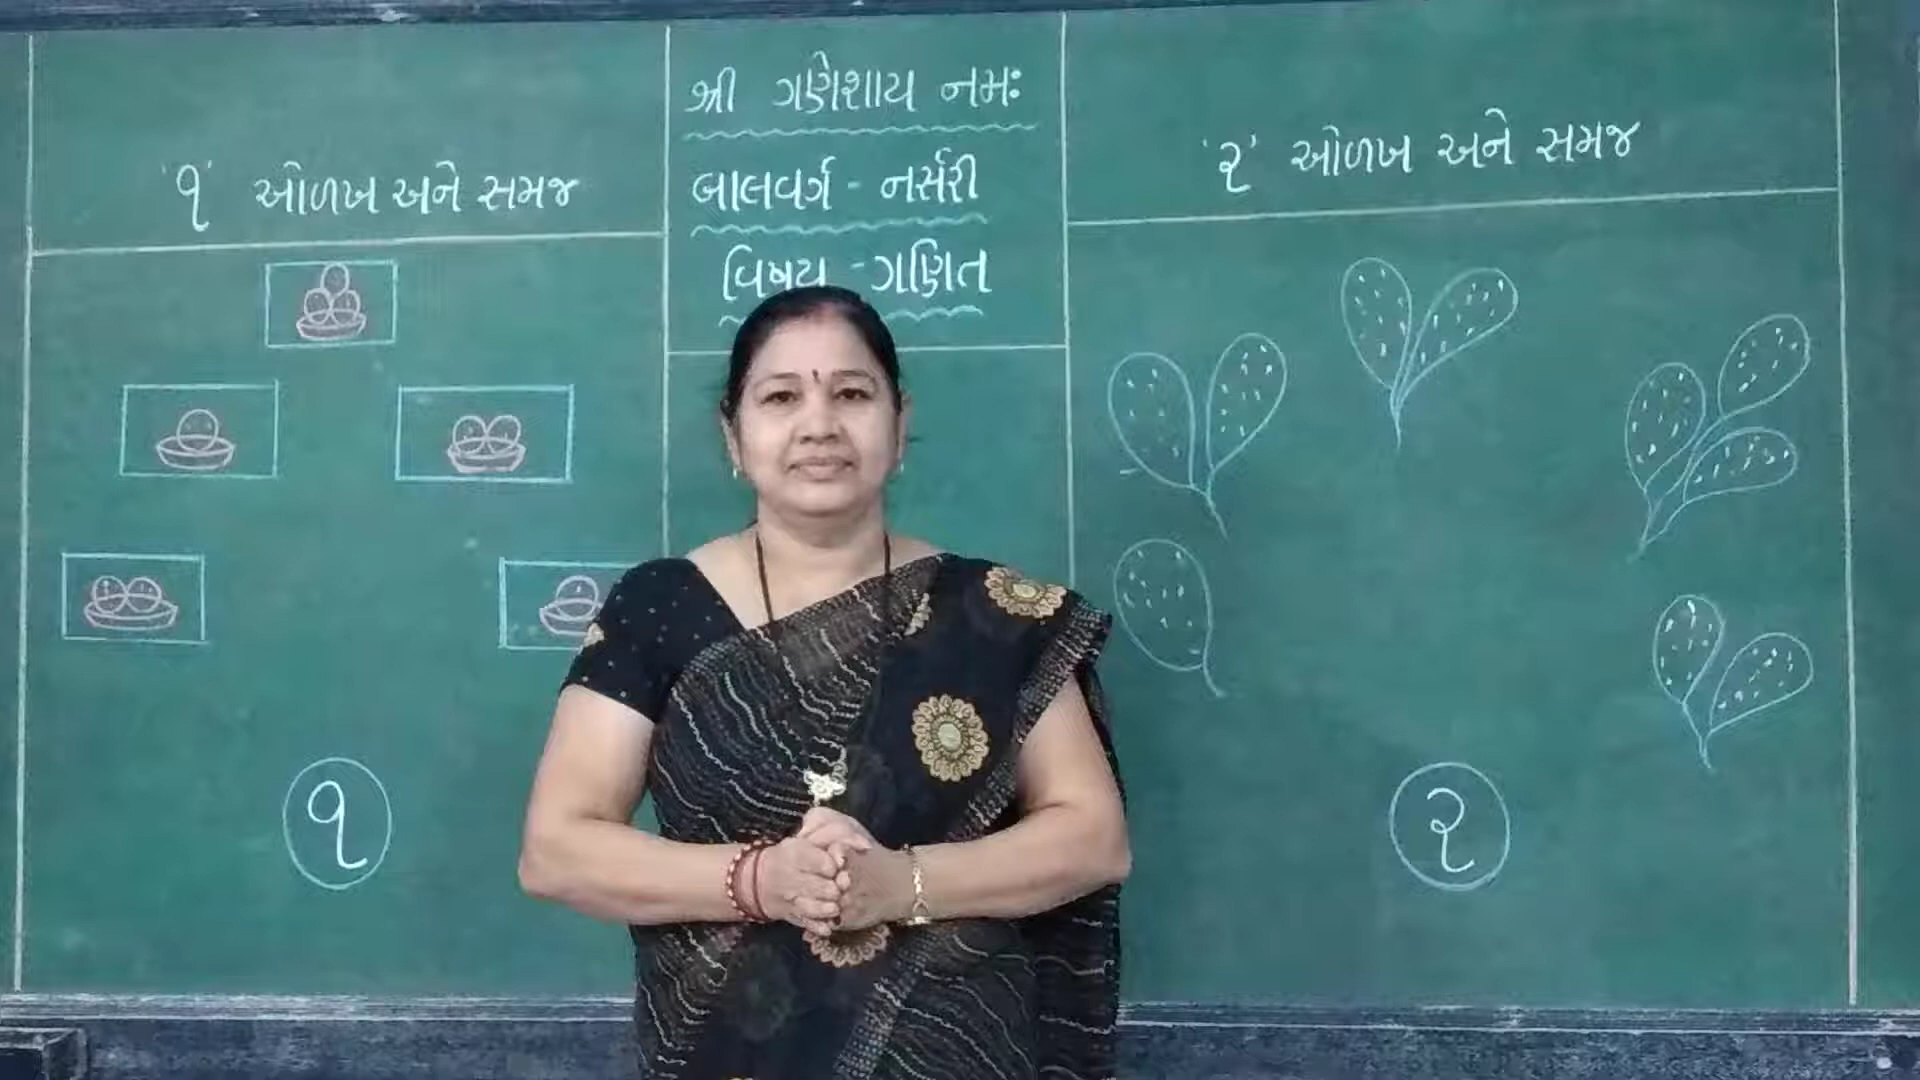 શ્રી ગણેશાય નમઃ
બાલવર્ગ - નર્સરી
વિષય - ગણિત
'૧' ઓળખ અને સમજ
૧
'૨' ઓળખ અને સમજ
૨